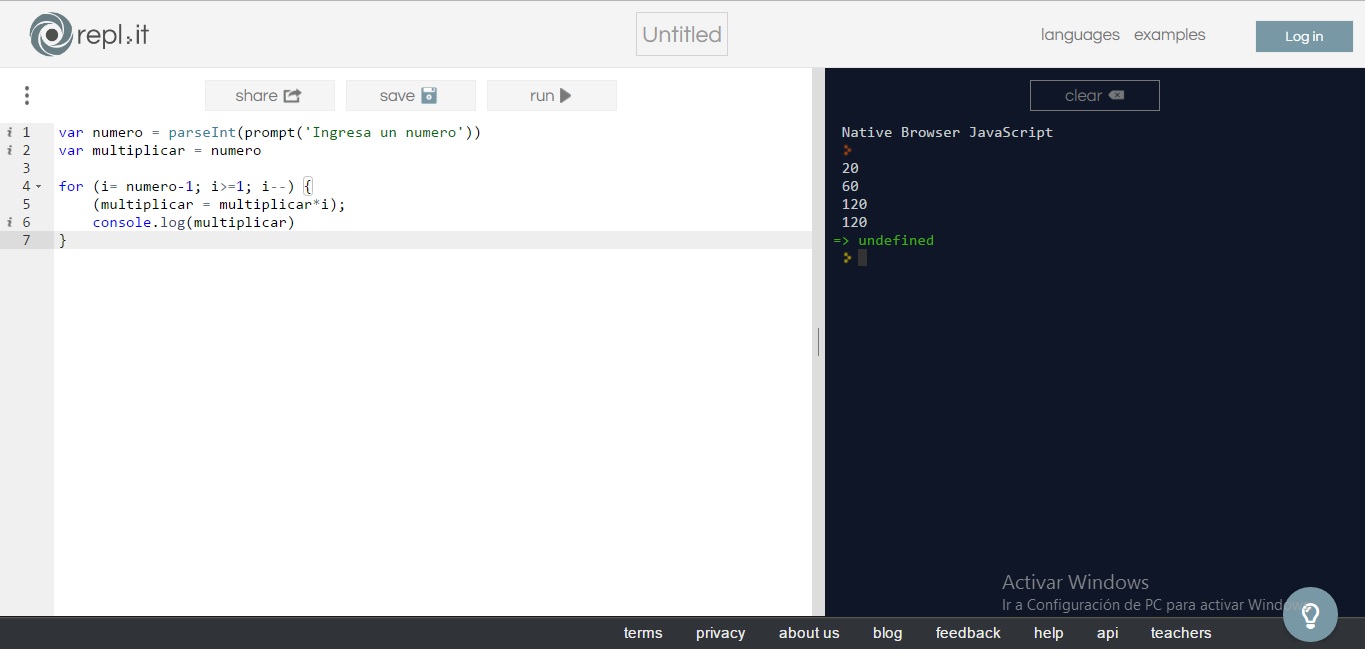 repl.it
Untitled
languages examples Log in
share save run
clear
i 1 var numero = parseInt(prompt('Ingresa un numero'))
i 2 var multiplicar = numero
3
4 for (i= numero-1; i>=1; i--) {
5 (multiplicar = multiplicar*i);
i 6 console.log(multiplicar)
7 }
Native Browser JavaScript
20
60
120
120
=> undefined
Activar Windows
Ir a Configuración de PC para activar Windows
terms privacy about us blog feedback help api teachers